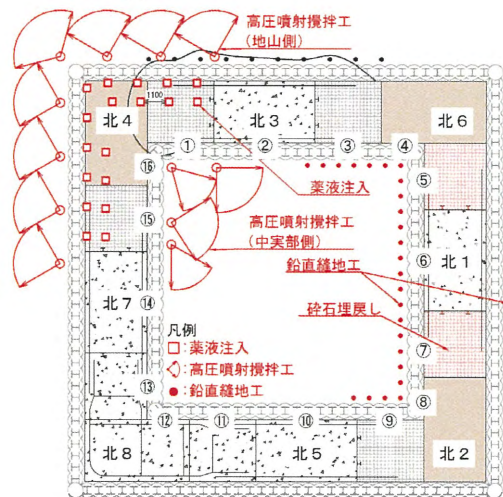 高圧噴射攪拌工
(地山側)
北4
1100
北3
北6
①
②
③
④
⑯
薬液注入
⑤
⑮
高圧噴射攪拌工
(中実部側)
鉛直縫地工
⑥
北1
砕石埋戻し
北7
⑭
凡例
:薬液注入
:高圧噴射攪拌工
:鉛直縫地工
⑦
⑬
⑧
⑫
⑪
⑩
⑨
北8
北5
北2